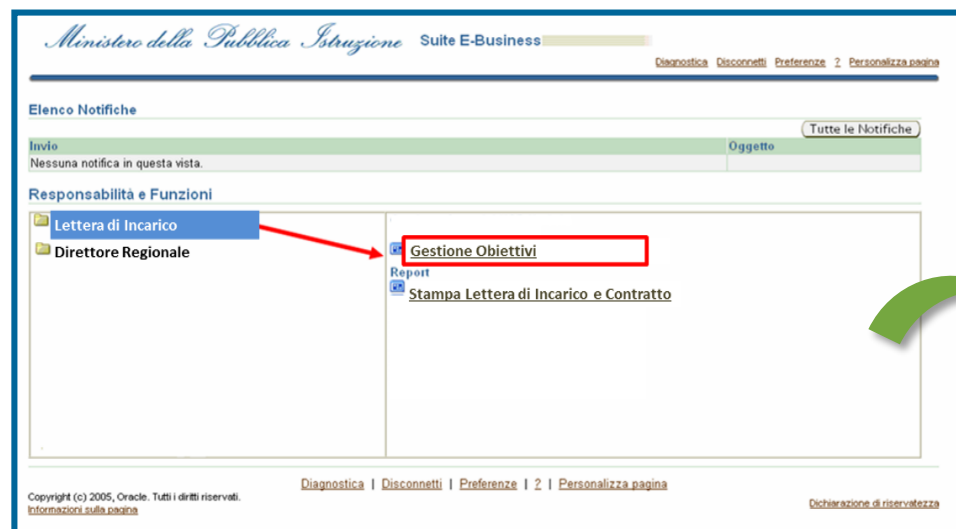 Ministero della Pubblica Istruzione Suite E-Business
Diagnostica Disconnetti Preferenze ? Personalizza pagina
Elenco Notifiche
Tutte le Notifiche
Invio Oggetto
Nessuna notifica in questa vista.
Responsabilità e Funzioni
Lettera di Incarico
Direttore Regionale
Gestione Obiettivi
Report
Stampa Lettera di Incarico e Contratto
Diagnostica | Disconnetti | Preferenze | ? | Personalizza pagina
Copyright (c) 2005, Oracle. Tutti i diritti riservati.
Informazioni sulla pagina
Dichiarazione di riservatezza